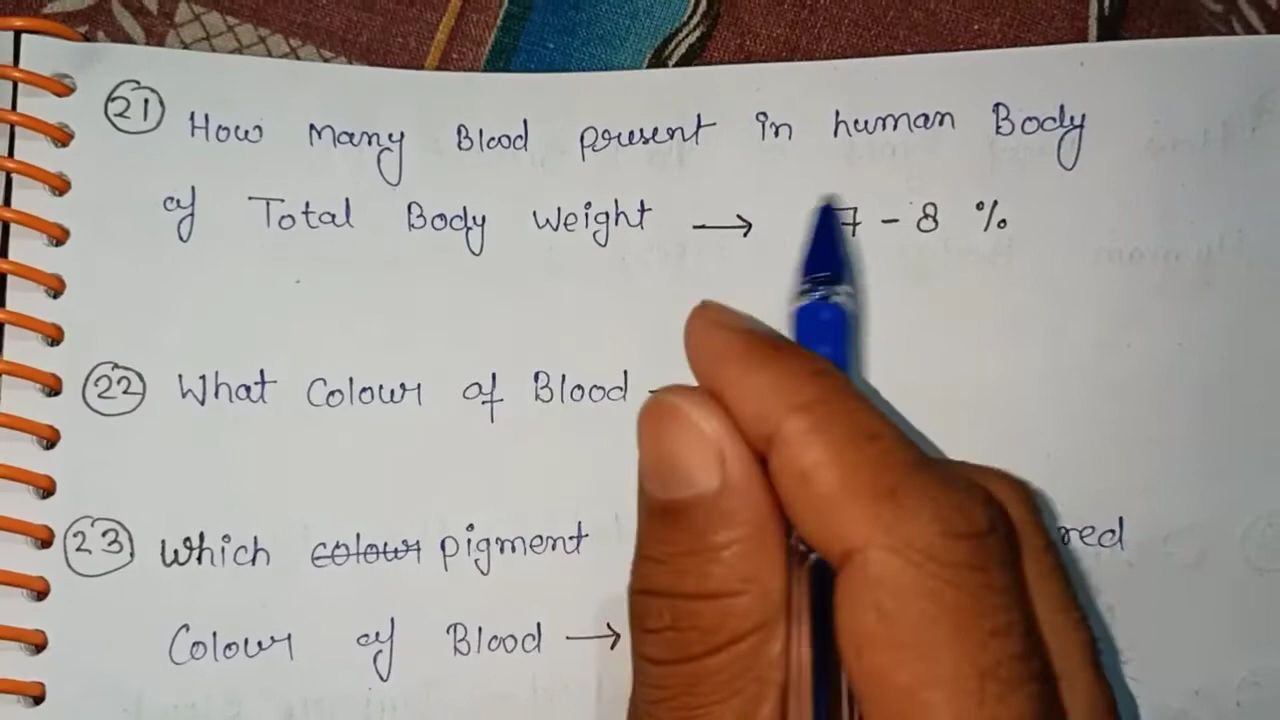 21 How Many Blood present in human Body
of Total Body Weight → 7 - 8 %
22 What Colour of Blood
23 Which colour pigment red
Colour of Blood →